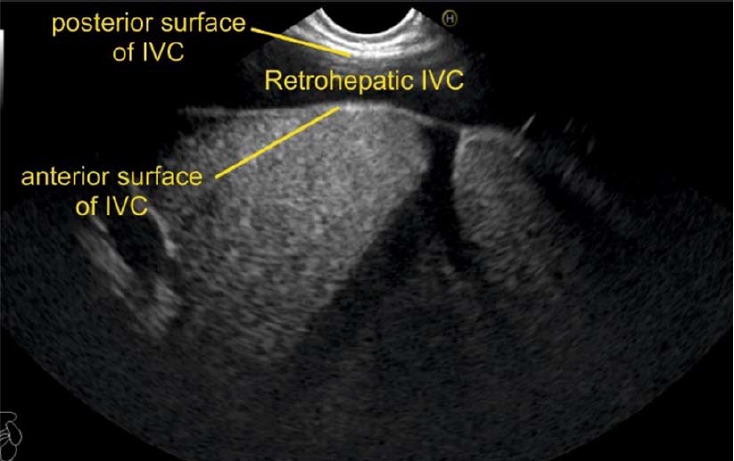 posterior surface
of IVC
H
Retrohepatic IVC
anterior surface
of IVC